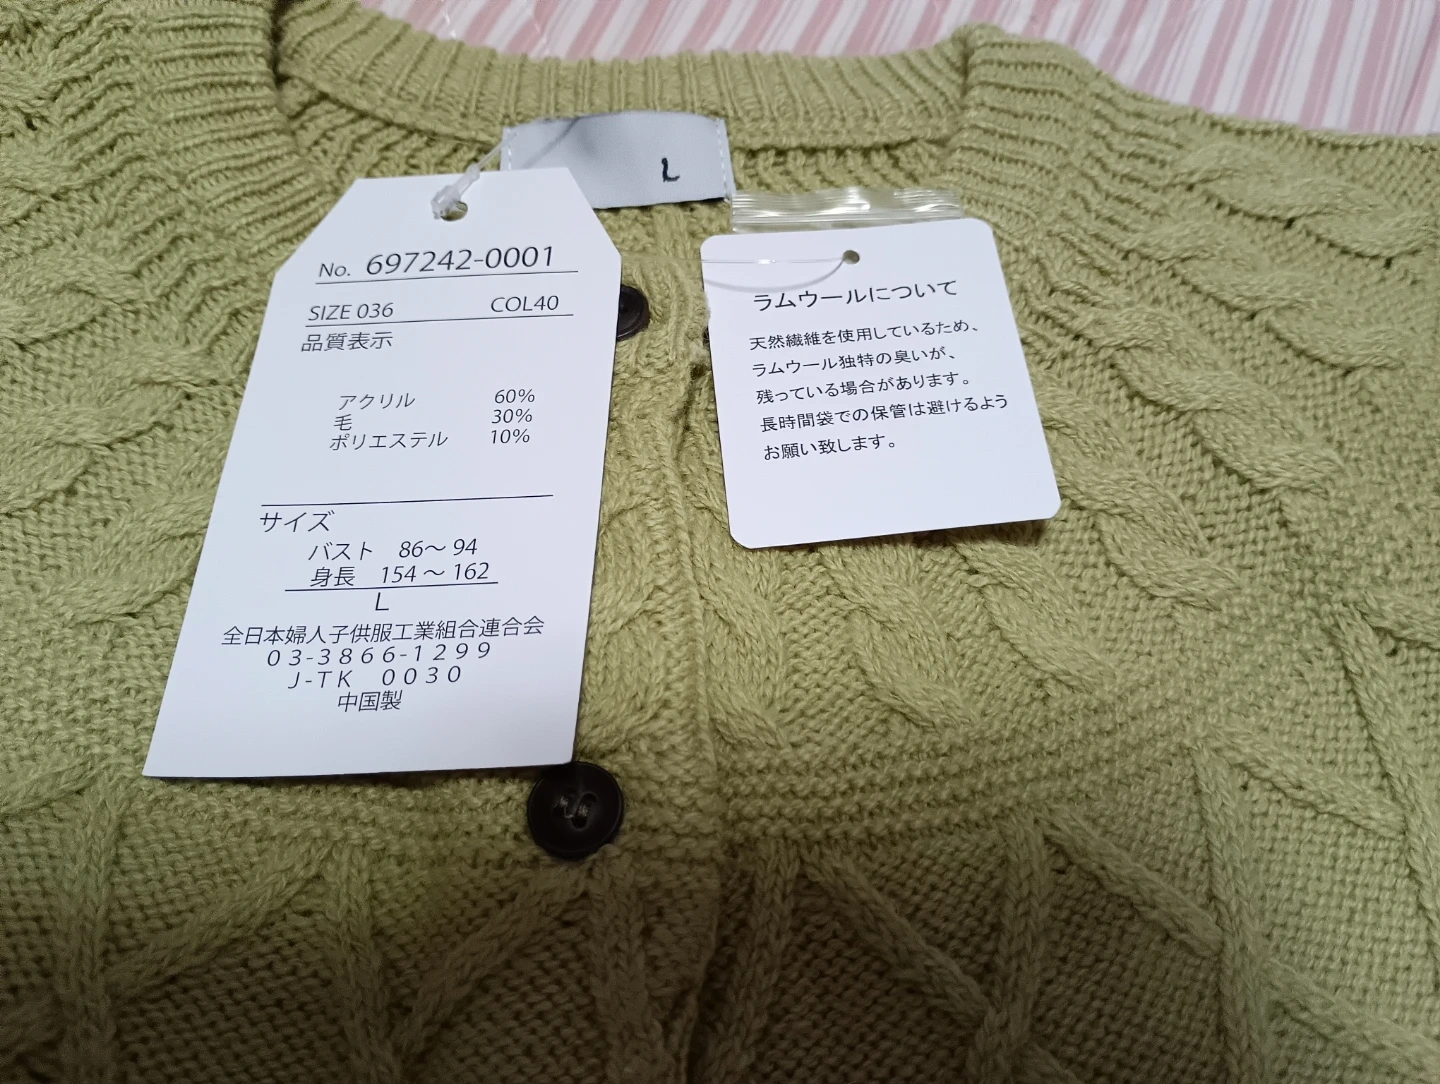 L
No. 697242-0001
SIZE 036 COL40
品質表示
アクリル 60%
毛 30%
ポリエステル 10%
サイズ
バスト 86〜94
身長 154〜162
L
全日本婦人子供服工業組合連合会
03-3866-1299
J-TK 0030
中国製
ラムウールについて
天然繊維を使用しているため、
ラムウール独特の臭いが、
残っている場合があります。
長時間袋での保管は避けるよう
お願い致します。